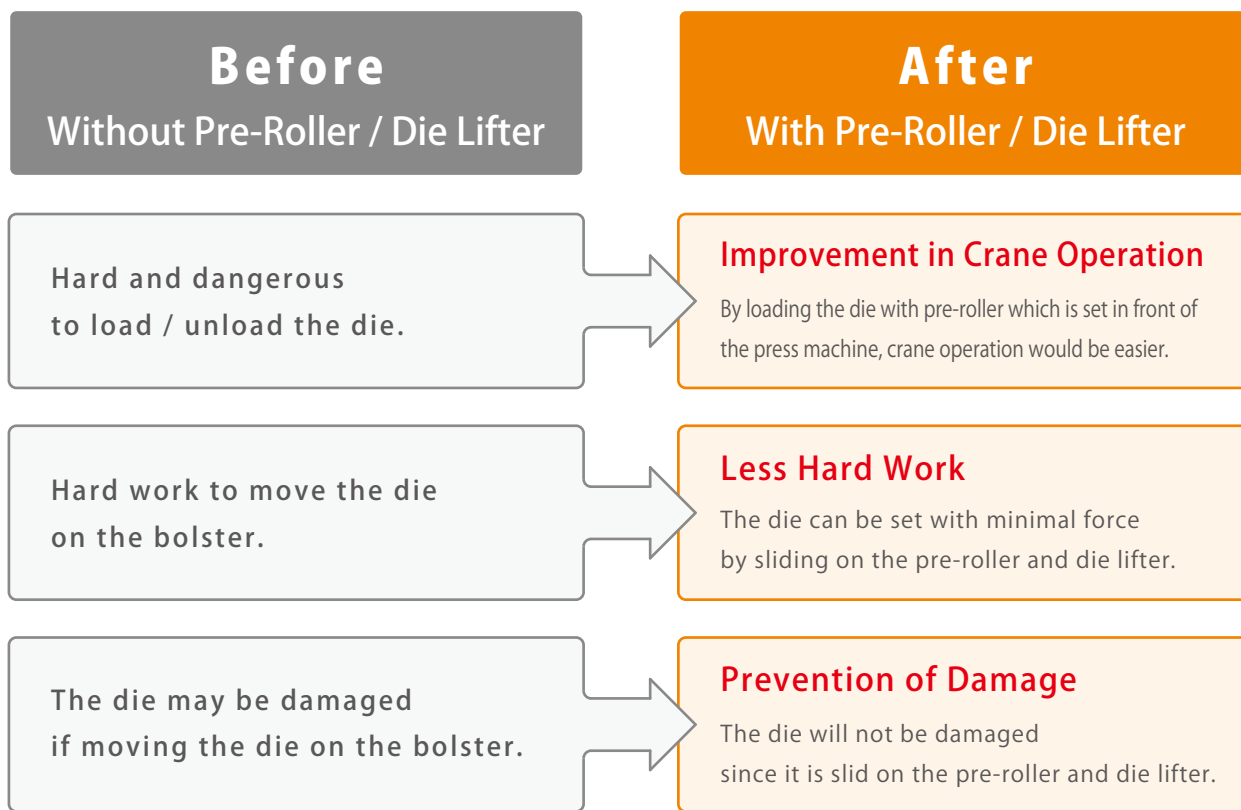 Before
Without Pre-Roller / Die Lifter
After
With Pre-Roller / Die Lifter
Hard and dangerous
to load / unload the die.
Improvement in Crane Operation
By loading the die with pre-roller which is set in front of
the press machine, crane operation would be easier.
Hard work to move the die
on the bolster.
Less Hard Work
The die can be set with minimal force
by sliding on the pre-roller and die lifter.
The die may be damaged
if moving the die on the bolster.
Prevention of Damage
The die will not be damaged
since it is slid on the pre-roller and die lifter.